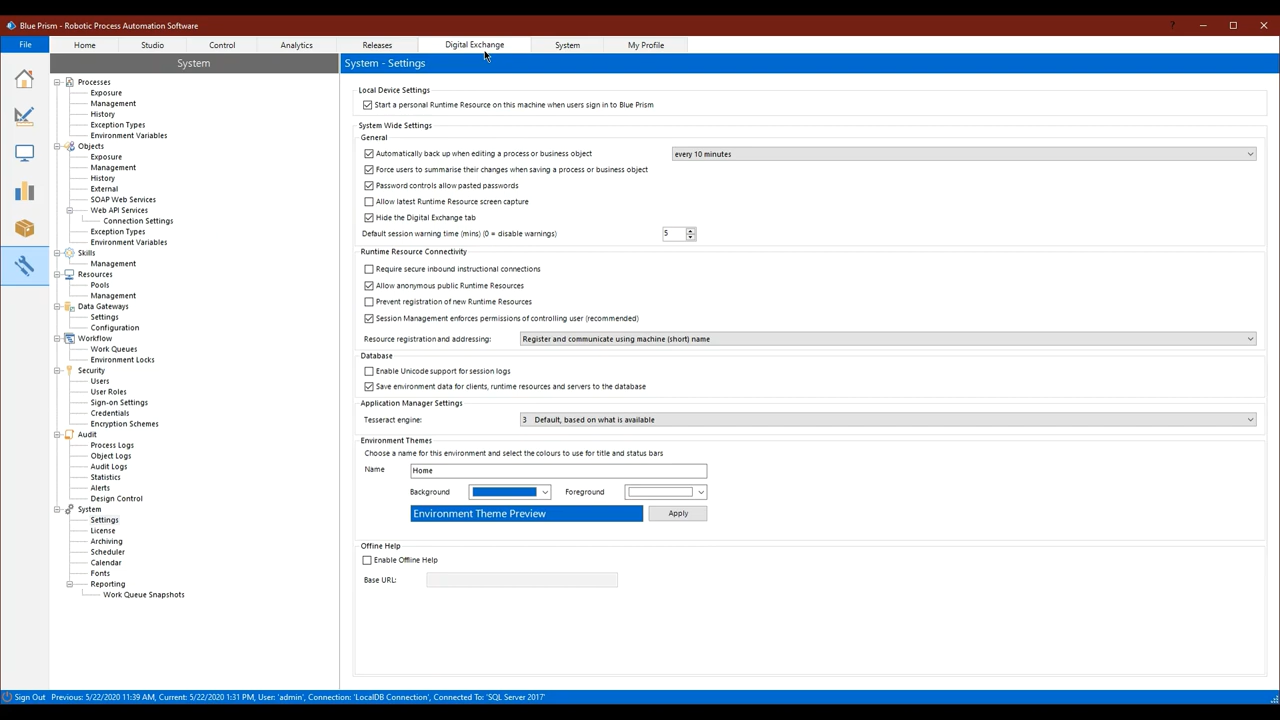 Blue Prism - Robotic Process Automation Software
?
File Home Studio Control Analytics Releases Digital Exchange System My Profile
System
Processes
Exposure
Management
History
Exception Types
Environment Variables
Objects
Exposure
Management
History
External
SOAP Web Services
Web API Services
Connection Settings
Exception Types
Environment Variables
Skills
Management
Resources
Pools
Management
Data Gateways
Settings
Configuration
Workflow
Work Queues
Environment Locks
Security
Users
User Roles
Sign-on Settings
Credentials
Encryption Schemes
Audit
Process Logs
Object Logs
Audit Logs
Statistics
Alerts
Design Control
System
Settings
License
Archiving
Scheduler
Calendar
Fonts
Reporting
Work Queue Snapshots
System - Settings
Local Device Settings
Start a personal Runtime Resource on this machine when users sign in to Blue Prism
System Wide Settings
General
Automatically back up when editing a process or business object every 10 minutes
Force users to summarise their changes when saving a process or business object
Password controls allow pasted passwords
Allow latest Runtime Resource screen capture
Hide the Digital Exchange tab
Default session warning time (mins) (0 = disable warnings) 5
Runtime Resource Connectivity
Require secure inbound instructional connections
Allow anonymous public Runtime Resources
Prevent registration of new Runtime Resources
Session Management enforces permissions of controlling user (recommended)
Resource registration and addressing: Register and communicate using machine (short) name
Database
Enable Unicode support for session logs
Save environment data for clients, runtime resources and servers to the database
Application Manager Settings
Tesseract engine: 3 Default, based on what is available
Environment Themes
Choose a name for this environment and select the colours to use for title and status bars
Name Home
Background Foreground
Environment Theme Preview Apply
Offine Help
Enable Offline Help
Base URL:
Sign Out Previous: 5/22/2020 11:39 AM, Current: 5/22/2020 1:31 PM, User: 'admin', Connection: 'LocalDB Connection', Connected To: 'SQL Server 2017'